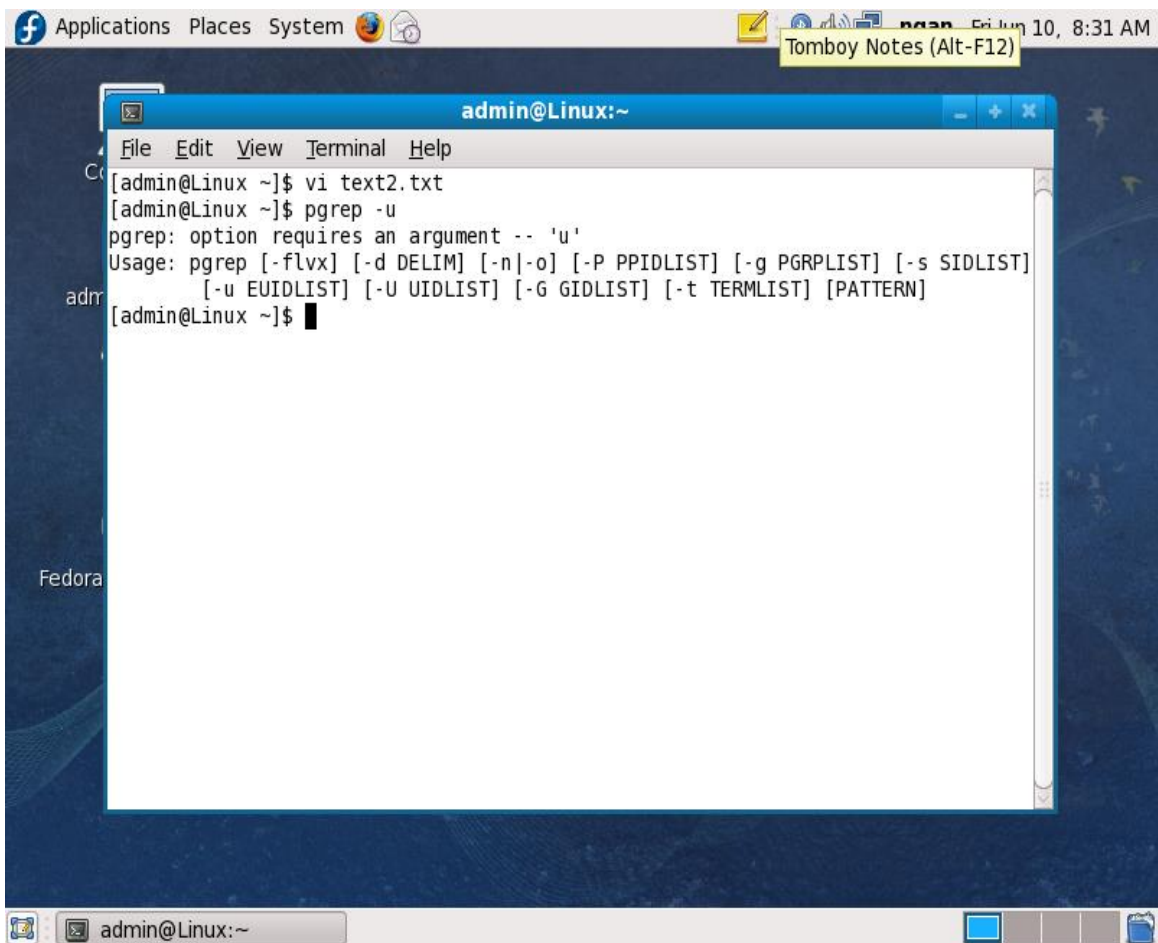 Applications Places System
Fri Jun 10, 8:31 AM
Tomboy Notes (Alt-F12)
admin@Linux:~
File Edit View Terminal Help
[admin@Linux ~]$ vi text2.txt
[admin@Linux ~]$ pgrep -u
pgrep: option requires an argument -- 'u'
Usage: pgrep [-flvx] [-d DELIM] [-n|-o] [-P PPIDLIST] [-g PGRPLIST] [-s SIDLIST]
[-u EUIDLIST] [-U UIDLIST] [-G GIDLIST] [-t TERMLIST] [PATTERN]
[admin@Linux ~]$
Fedora
admin@Linux:~